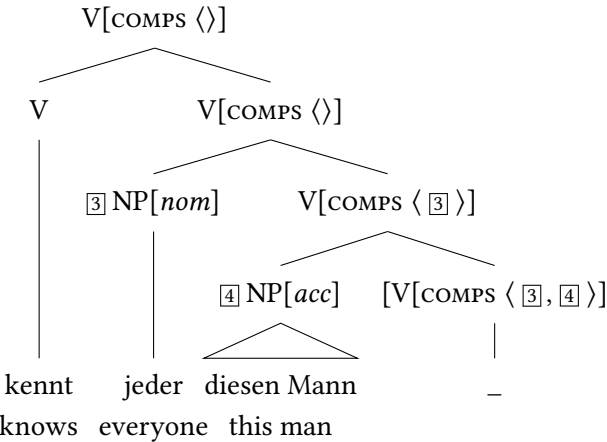 V[COMPS ⟨⟩]
V V[COMPS ⟨⟩]
3 NP[nom] V[COMPS ⟨ 3 ⟩]
4 NP[acc] [V[COMPS ⟨ 3 , 4 ⟩]
kennt jeder diesen Mann _
knows everyone this man